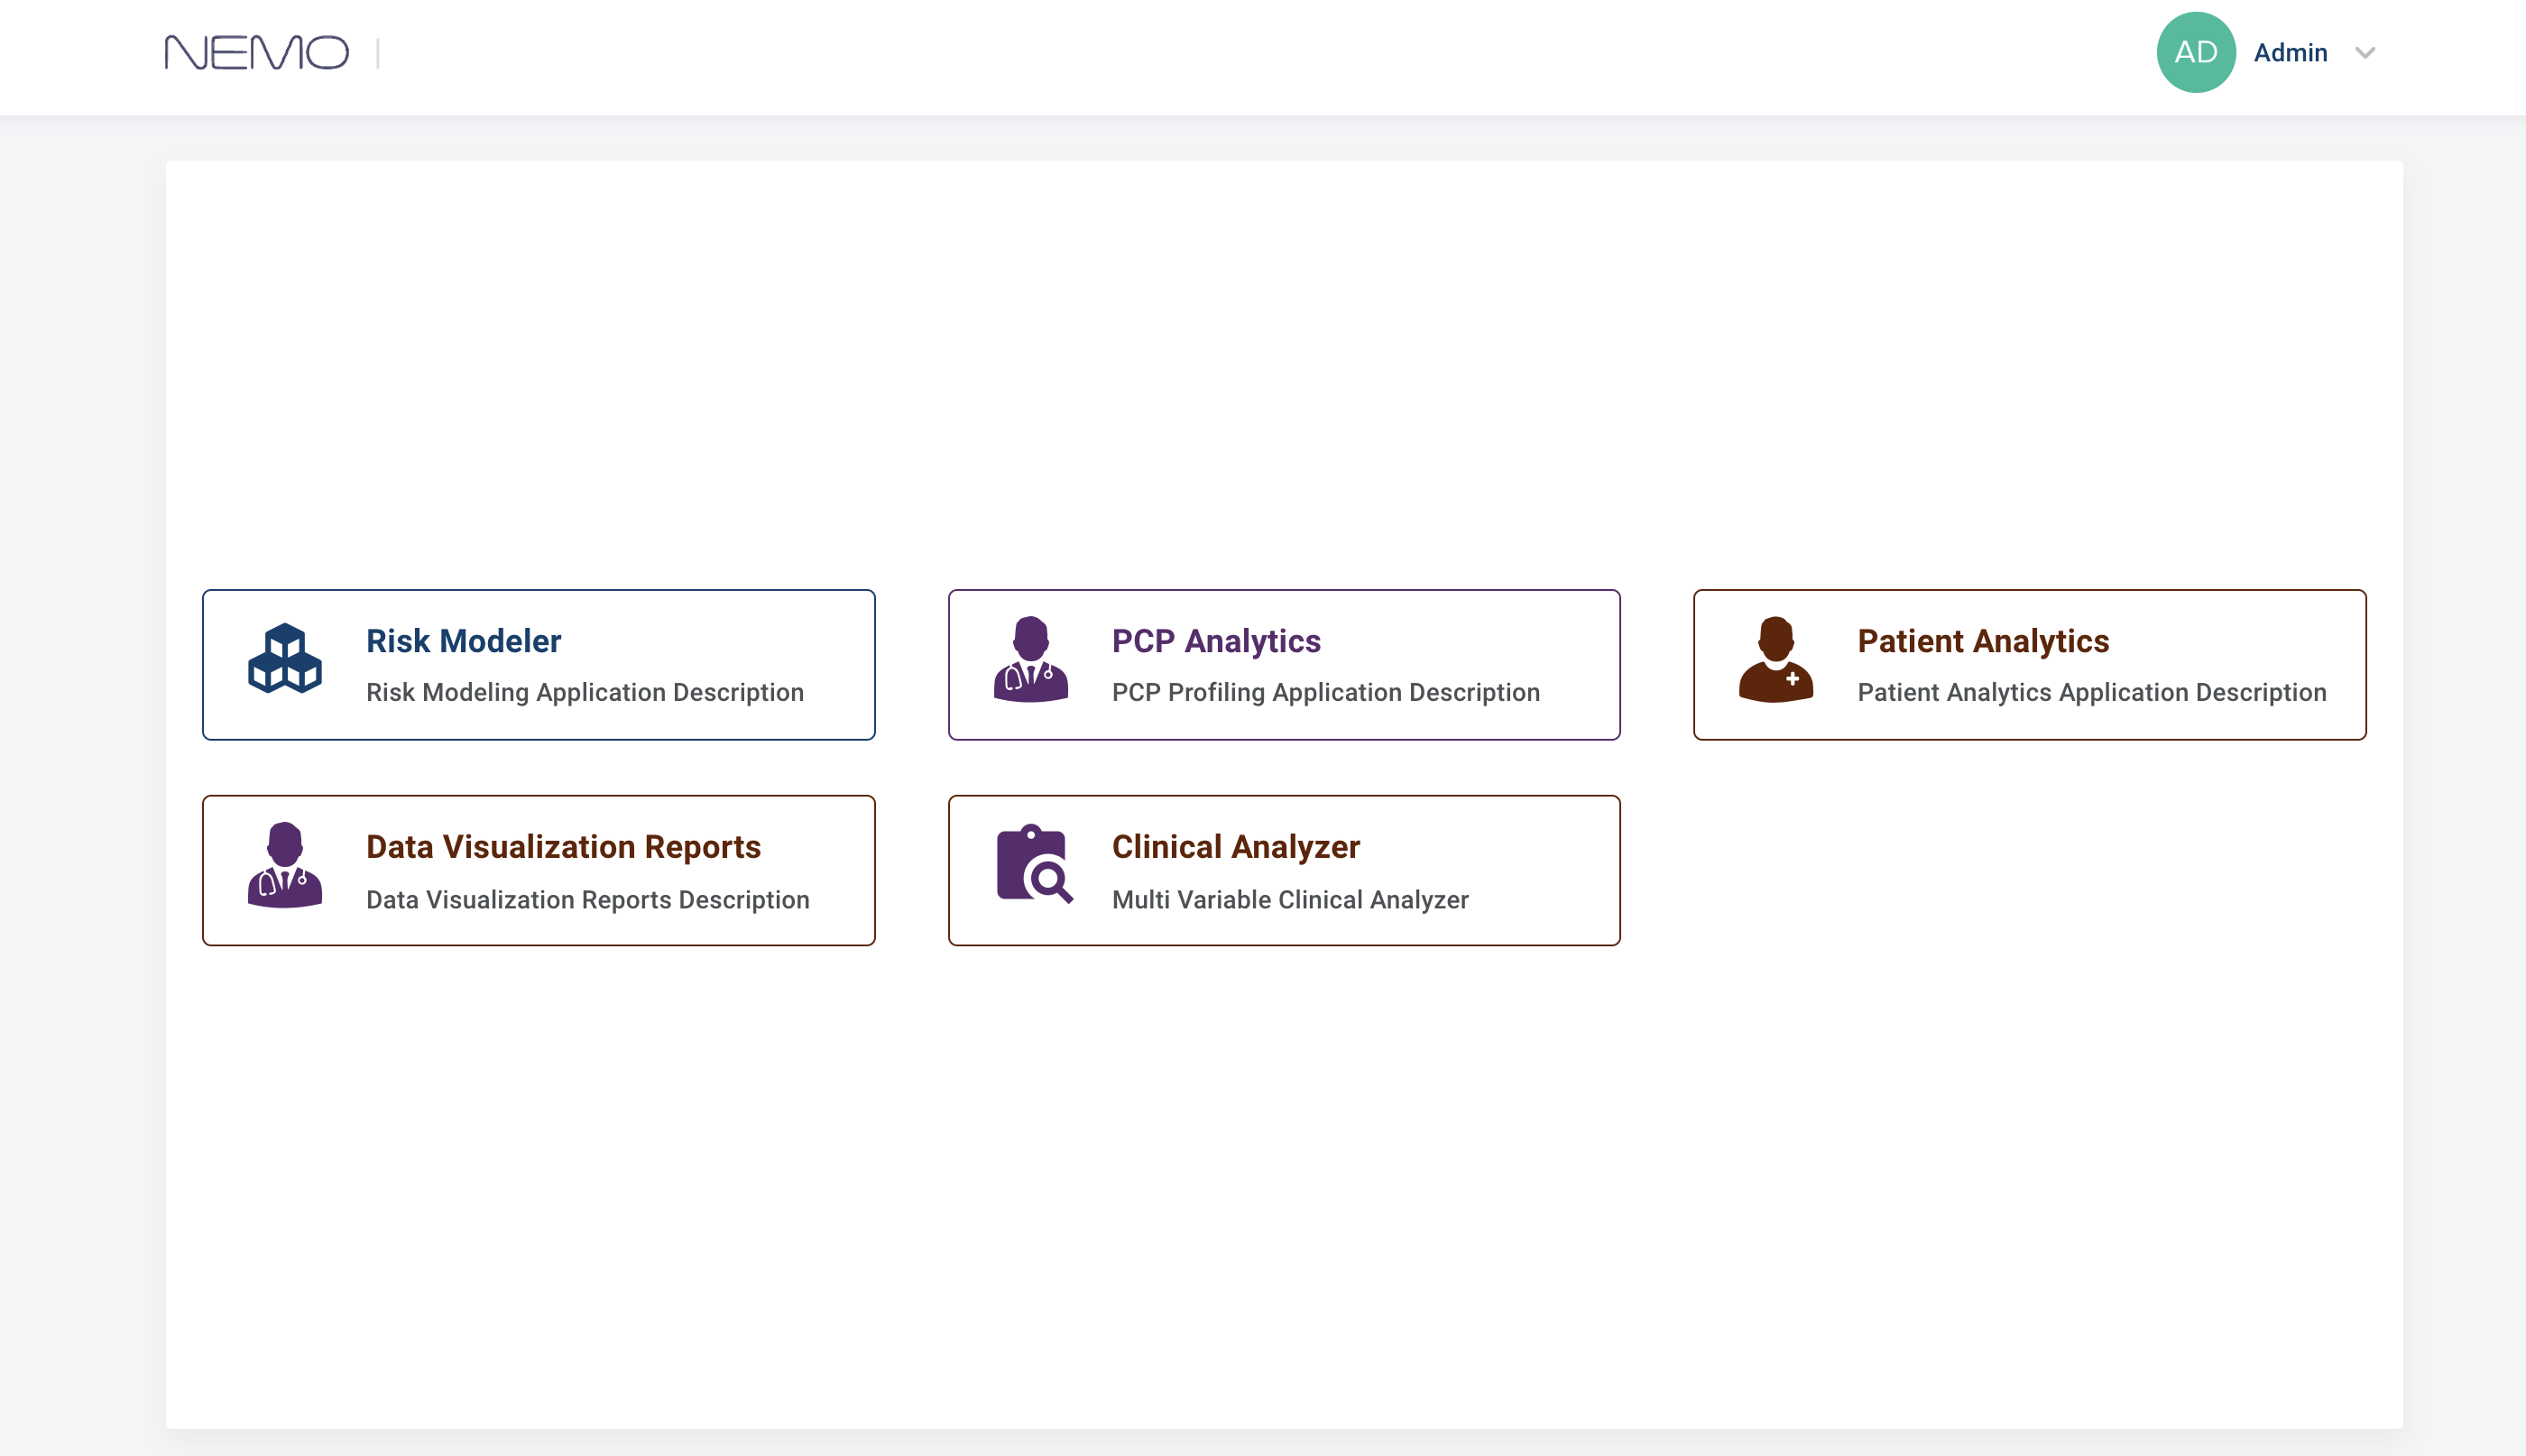 NEMO
AD Admin
Risk Modeler
Risk Modeling Application Description
PCP Analytics
PCP Profiling Application Description
Patient Analytics
Patient Analytics Application Description
Data Visualization Reports
Data Visualization Reports Description
Clinical Analyzer
Multi Variable Clinical Analyzer